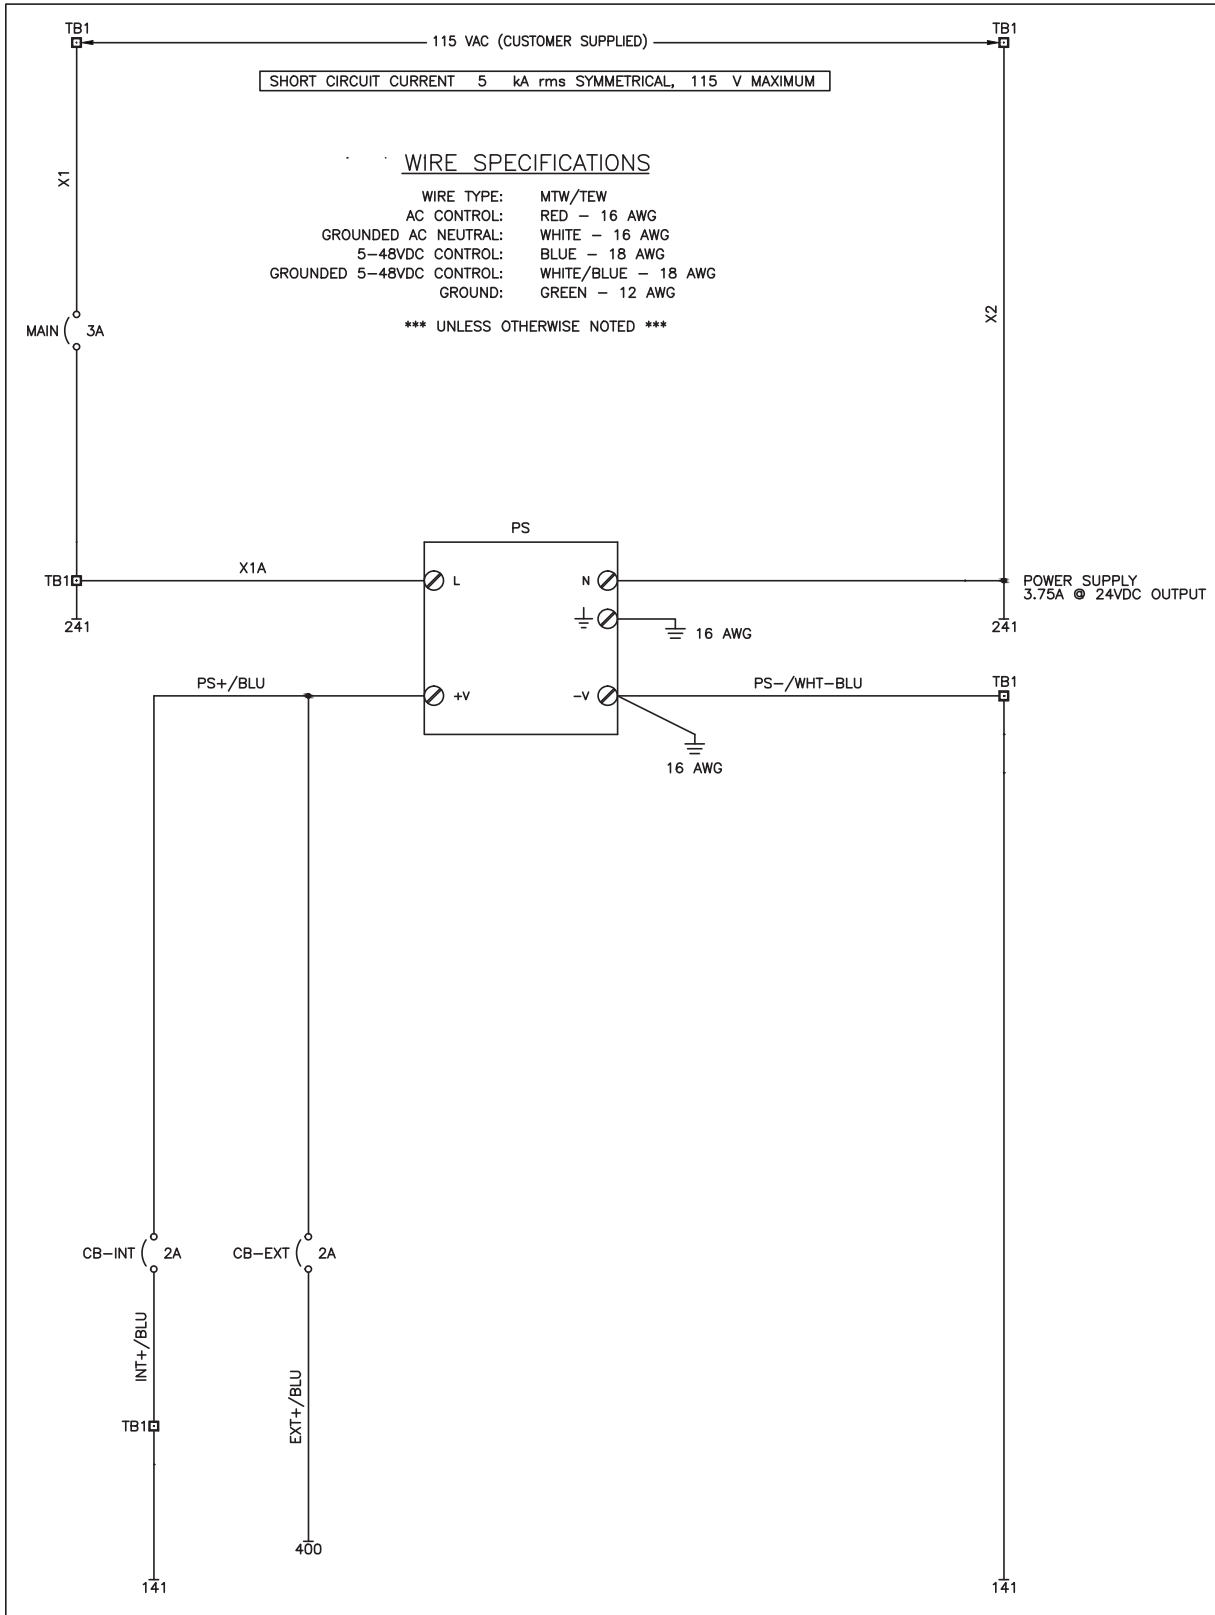 TB1
TB1
115 VAC (CUSTOMER SUPPLIED)
SHORT CIRCUIT CURRENT 5 kA rms SYMMETRICAL, 115 V MAXIMUM
WIRE SPECIFICATIONS
WIRE TYPE: MTW/TEW
AC CONTROL: RED – 16 AWG
GROUNDED AC NEUTRAL: WHITE – 16 AWG
5–48VDC CONTROL: BLUE – 18 AWG
GROUNDED 5–48VDC CONTROL: WHITE/BLUE – 18 AWG
GROUND: GREEN – 12 AWG
*** UNLESS OTHERWISE NOTED ***
X1
X2
MAIN 3A
PS
TB1
X1A
L
N
POWER SUPPLY
3.75A @ 24VDC OUTPUT
241
241
16 AWG
PS+/BLU
+V
–V
PS–/WHT–BLU
TB1
16 AWG
CB–INT 2A
CB–EXT 2A
INT+/BLU
EXT+/BLU
TB1
400
141
141